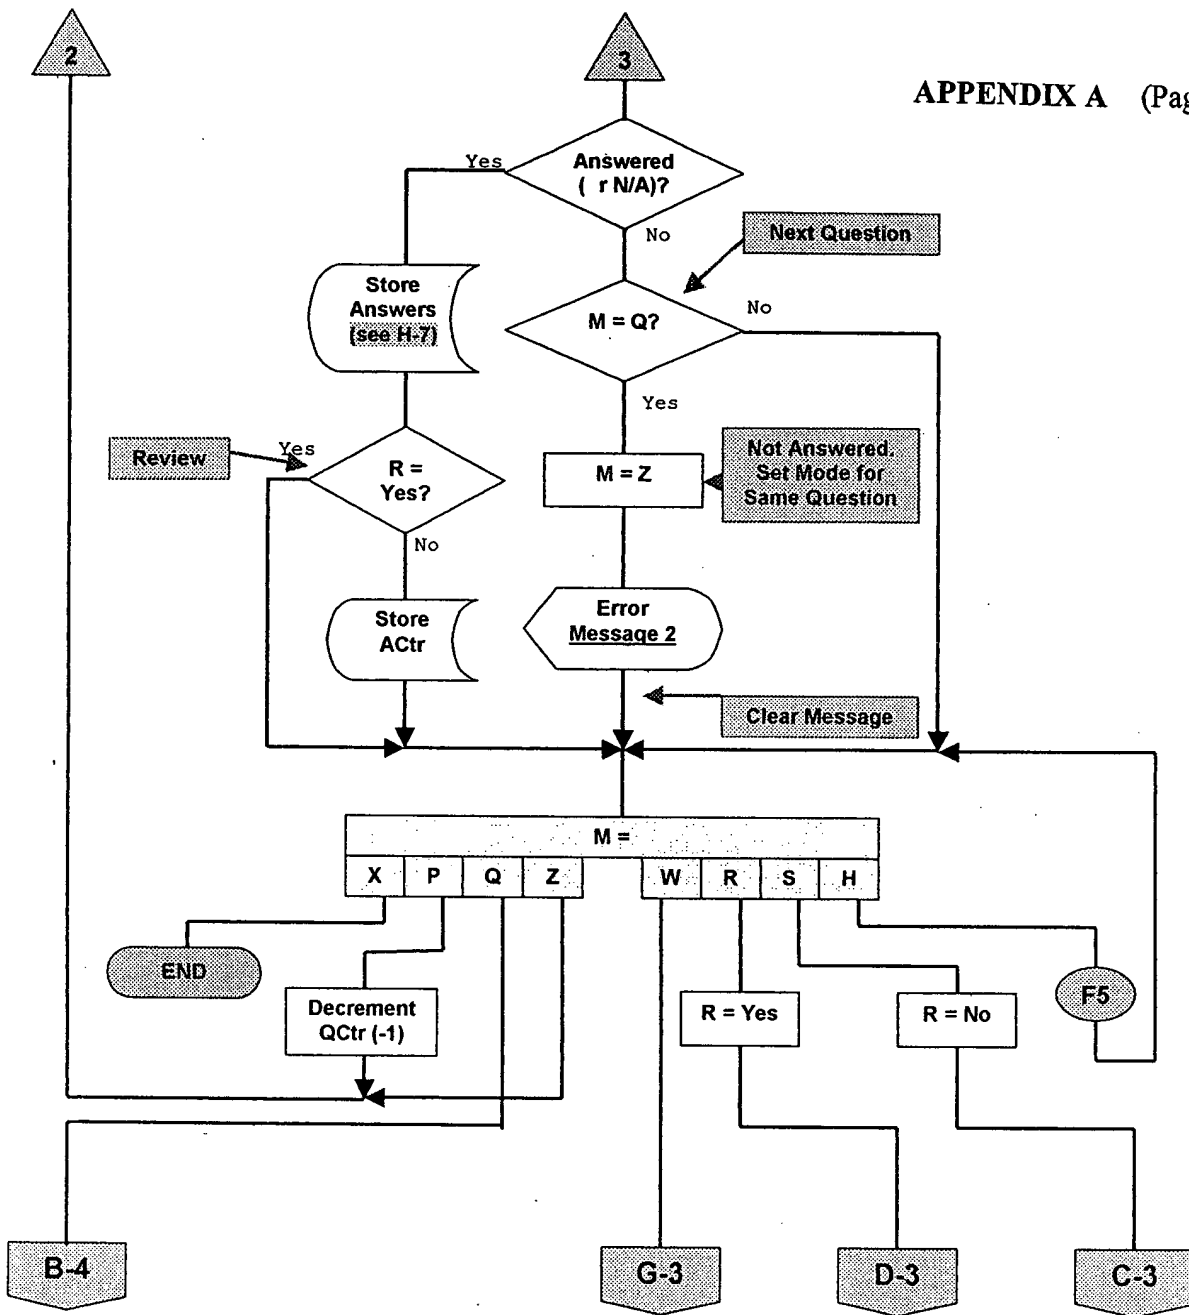 2
3
APPENDIX A (Pag
Yes
Answered
( r N/A)?
No
Next Question
Store
Answers
(see H-7)
M = Q?
No
Yes
Review
Yes
R =
Yes?
M = Z
Not Answered.
Set Mode for
Same Question
No
Store
ACtr
Error
Message 2
Clear Message
M =
X P Q Z W R S H
END
Decrement
QCtr (-1)
R = Yes
R = No
F5
B-4
G-3
D-3
C-3